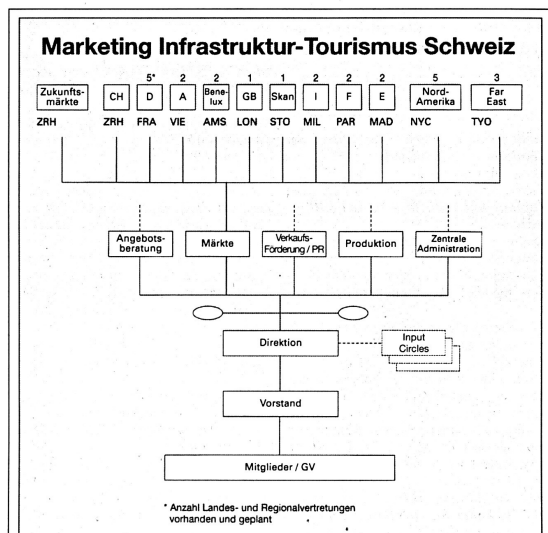 Marketing Infrastruktur-Tourismus Schweiz
5* 2 2 1 1 2 2 2 5 3
Zukunfts-
märkte
CH
D
A
Bene-
lux
GB
Skan
I
F
E
Nord-
Amerika
Far
East
ZRH ZRH FRA VIE AMS LON STO MIL PAR MAD NYC TYO
Angebots-
beratung
Märkte
Verkaufs-
Förderung / PR
Produktion
Zentrale
Administration
Direktion
Input
Circles
Vorstand
Mitglieder / GV
* Anzahl Landes- und Regionalvertretungen
vorhanden und geplant